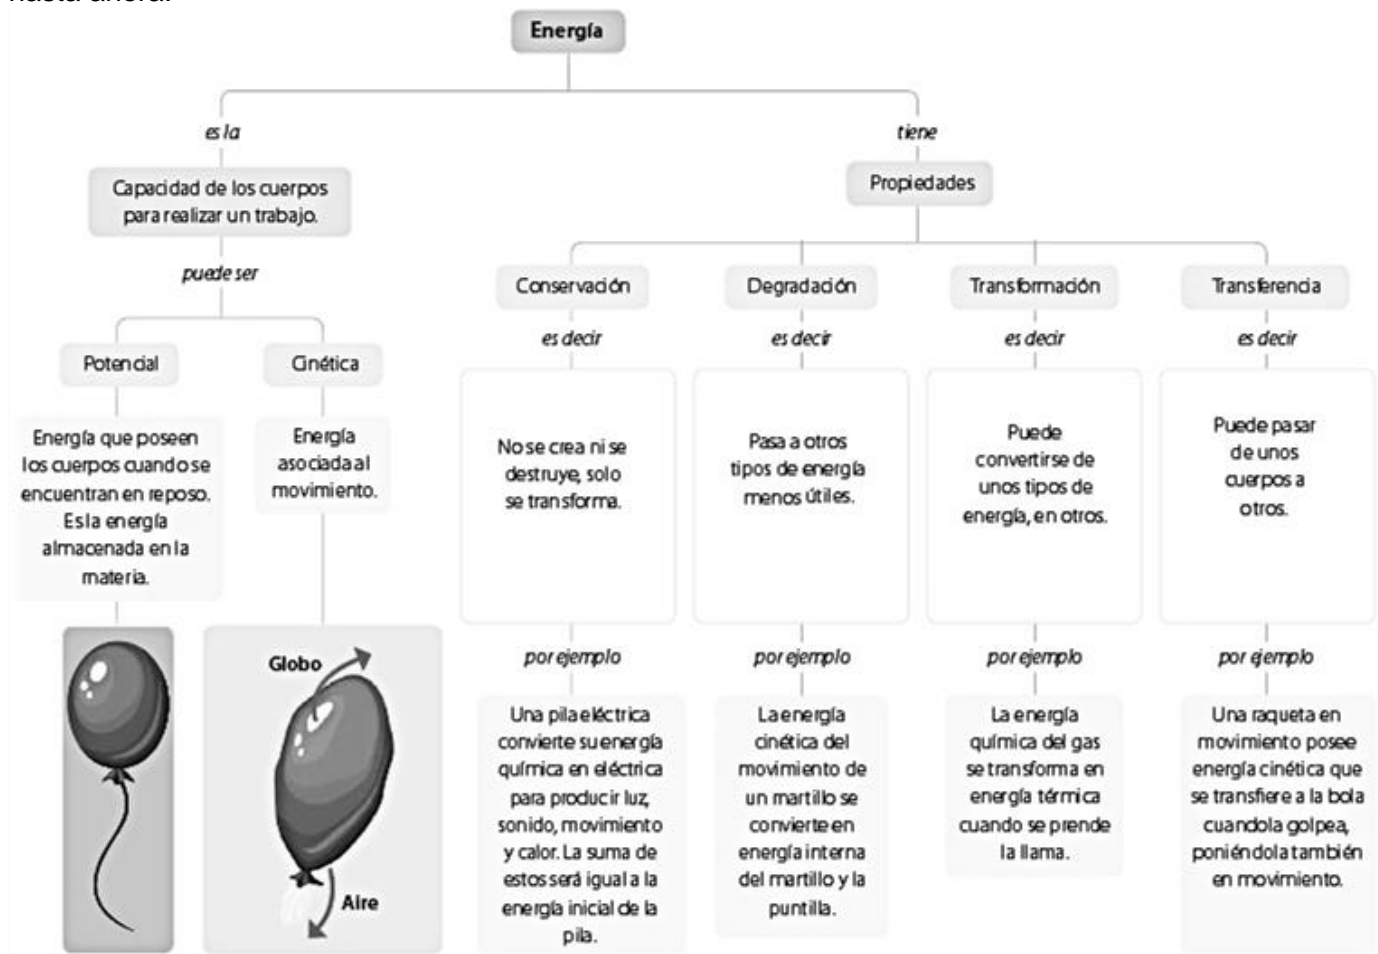 hasta ahora.
Energía
es la
Capacidad de los cuerpos
para realizar un trabajo.
puede ser
Potencial
Energía que poseen
los cuerpos cuando se
encuentran en reposo.
Es la energía
almacenada en la
materia.
Cinética
Energía
asociada al
movimiento.
Globo
Aire
tiene
Propiedades
Conservación
es decir
No se crea ni se
destruye, solo
se transforma.
por ejemplo
Una pila eléctrica
convierte su energía
química en eléctrica
para producir luz,
sonido, movimiento
y calor. La suma de
estos será igual a la
energía inicial de la
pila.
Degradación
es decir
Pasa a otros
tipos de energía
menos útiles.
por ejemplo
La energía
cinética del
movimiento de
un martillo se
convierte en
energía interna
del martillo y la
puntilla.
Transformación
es decir
Puede
convertirse de
unos tipos de
energía, en otros.
por ejemplo
La energía
química del gas
se transforma en
energía térmica
cuando se prende
la llama.
Transferencia
es decir
Puede pasar
de unos
cuerpos a
otros.
por ejemplo
Una raqueta en
movimiento posee
energía cinética que
se transfiere a la bola
cuando la golpea,
poniéndola también
en movimiento.